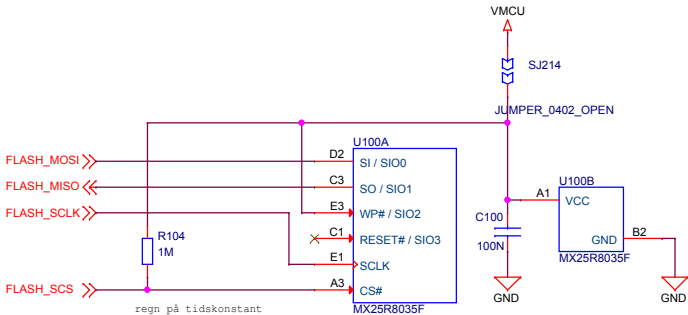 VMCU
SJ214
JUMPER_0402_OPEN
U100A
FLASH_MOSI
D2
SI / SIO0
FLASH_MISO
C3
SO / SIO1
FLASH_SCLK
E3
WP# / SIO2
C1
RESET# / SIO3
E1
SCLK
FLASH_SCS
A3
CS#
MX25R8035F
R104
1M
regn på tidskonstant
C100
100N
GND
U100B
A1
VCC
B2
GND
MX25R8035F
GND